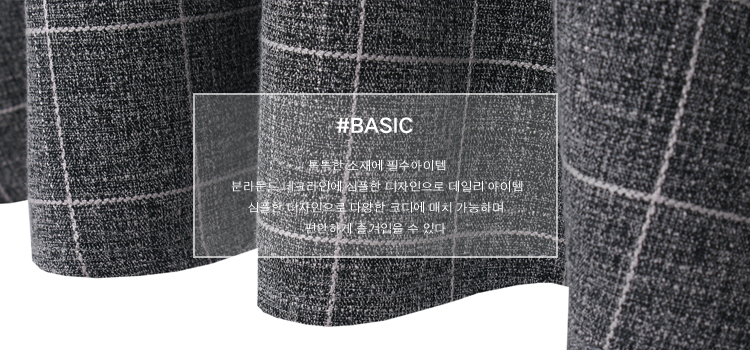 #BASIC
톡톡한 소재에 필수아이템
분라운드 네크라인에 심플한 디자인으로 데일리 아이템
심플한 디자인으로 다양한 코디에 매치 가능하며
편안하게 즐겨입을 수 있다